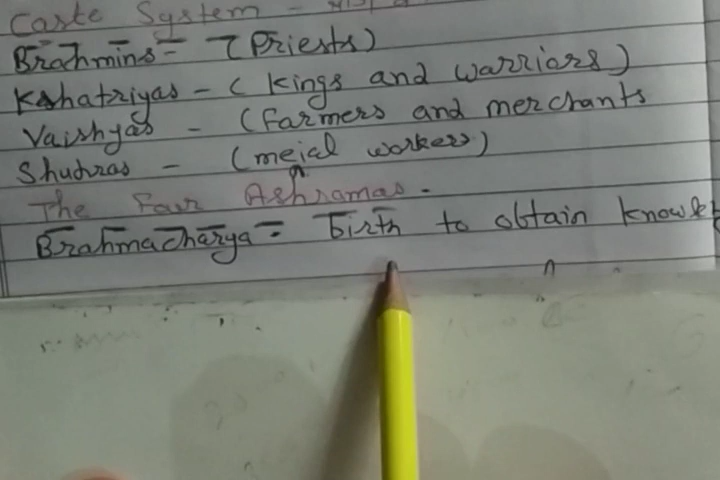 Caste System -
Brahmins = (Priests)
Kshatriyas - ( Kings and warriors )
Vaishyas - (farmers and merchants
Shudras - (meial workers)
The Four Ashramas -
Brahmacharya = birth to obtain knowle